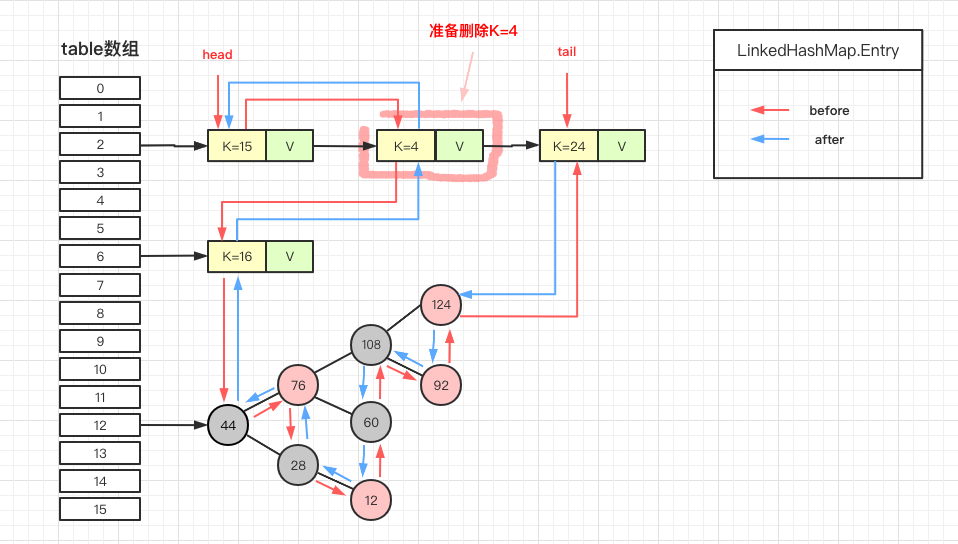 准备删除K=4
table数组
head
tail
LinkedHashMap.Entry
before
after
0
1
2
3
4
5
6
7
8
9
10
11
12
13
14
15
K=15 V
K=4 V
K=24 V
K=16 V
124
108
92
76
60
44
28
12